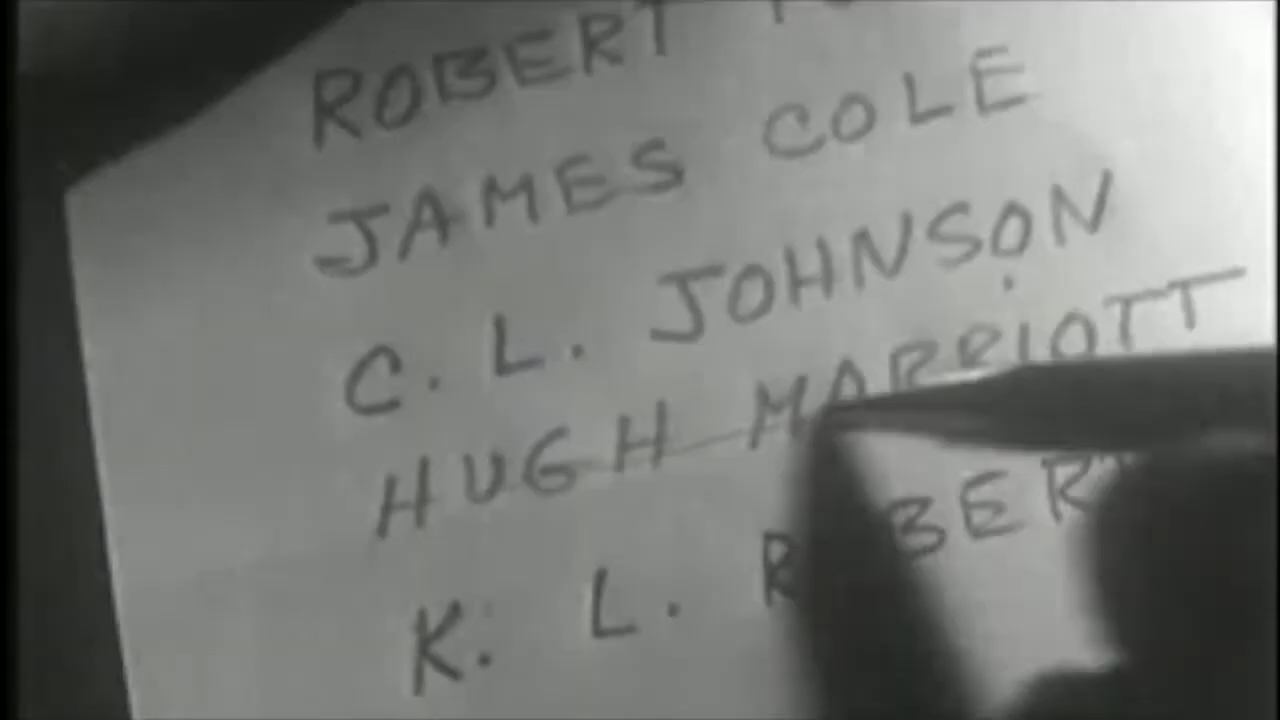 ROBERT
JAMES COLE
C. L. JOHNSON
HUGH MARRIOTT
K. L.